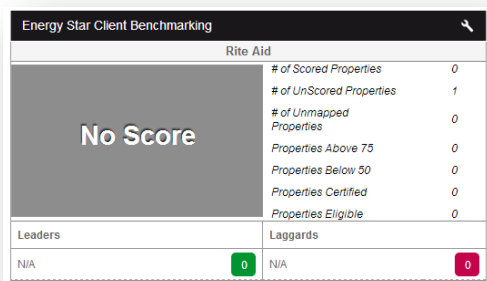 Energy Star Client Benchmarking
Rite Aid
No Score
# of Scored Properties 0
# of UnScored Properties 1
# of Unmapped
Properties 0
Properties Above 75 0
Properties Below 50 0
Properties Certified 0
Properties Eligible 0
Leaders Laggards
N/A 0 N/A 0